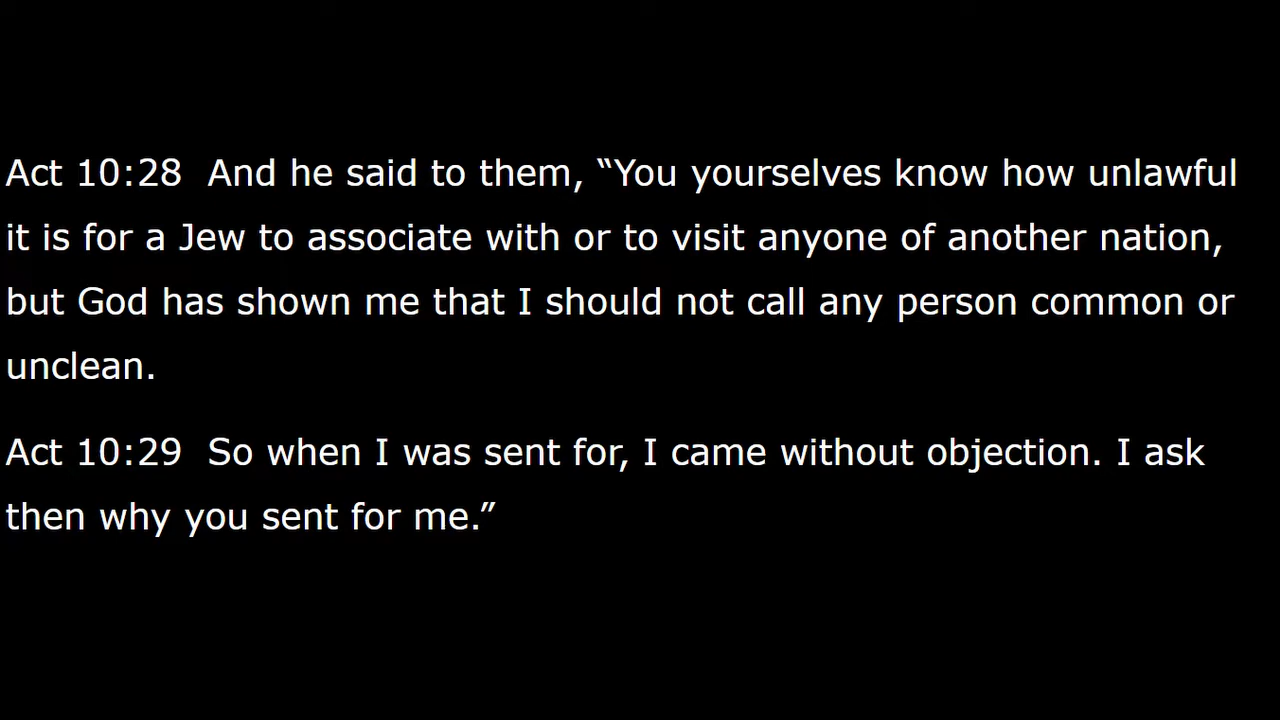 Act 10:28  And he said to them, “You yourselves know how unlawful
it is for a Jew to associate with or to visit anyone of another nation,
but God has shown me that I should not call any person common or
unclean.
Act 10:29  So when I was sent for, I came without objection. I ask
then why you sent for me.”